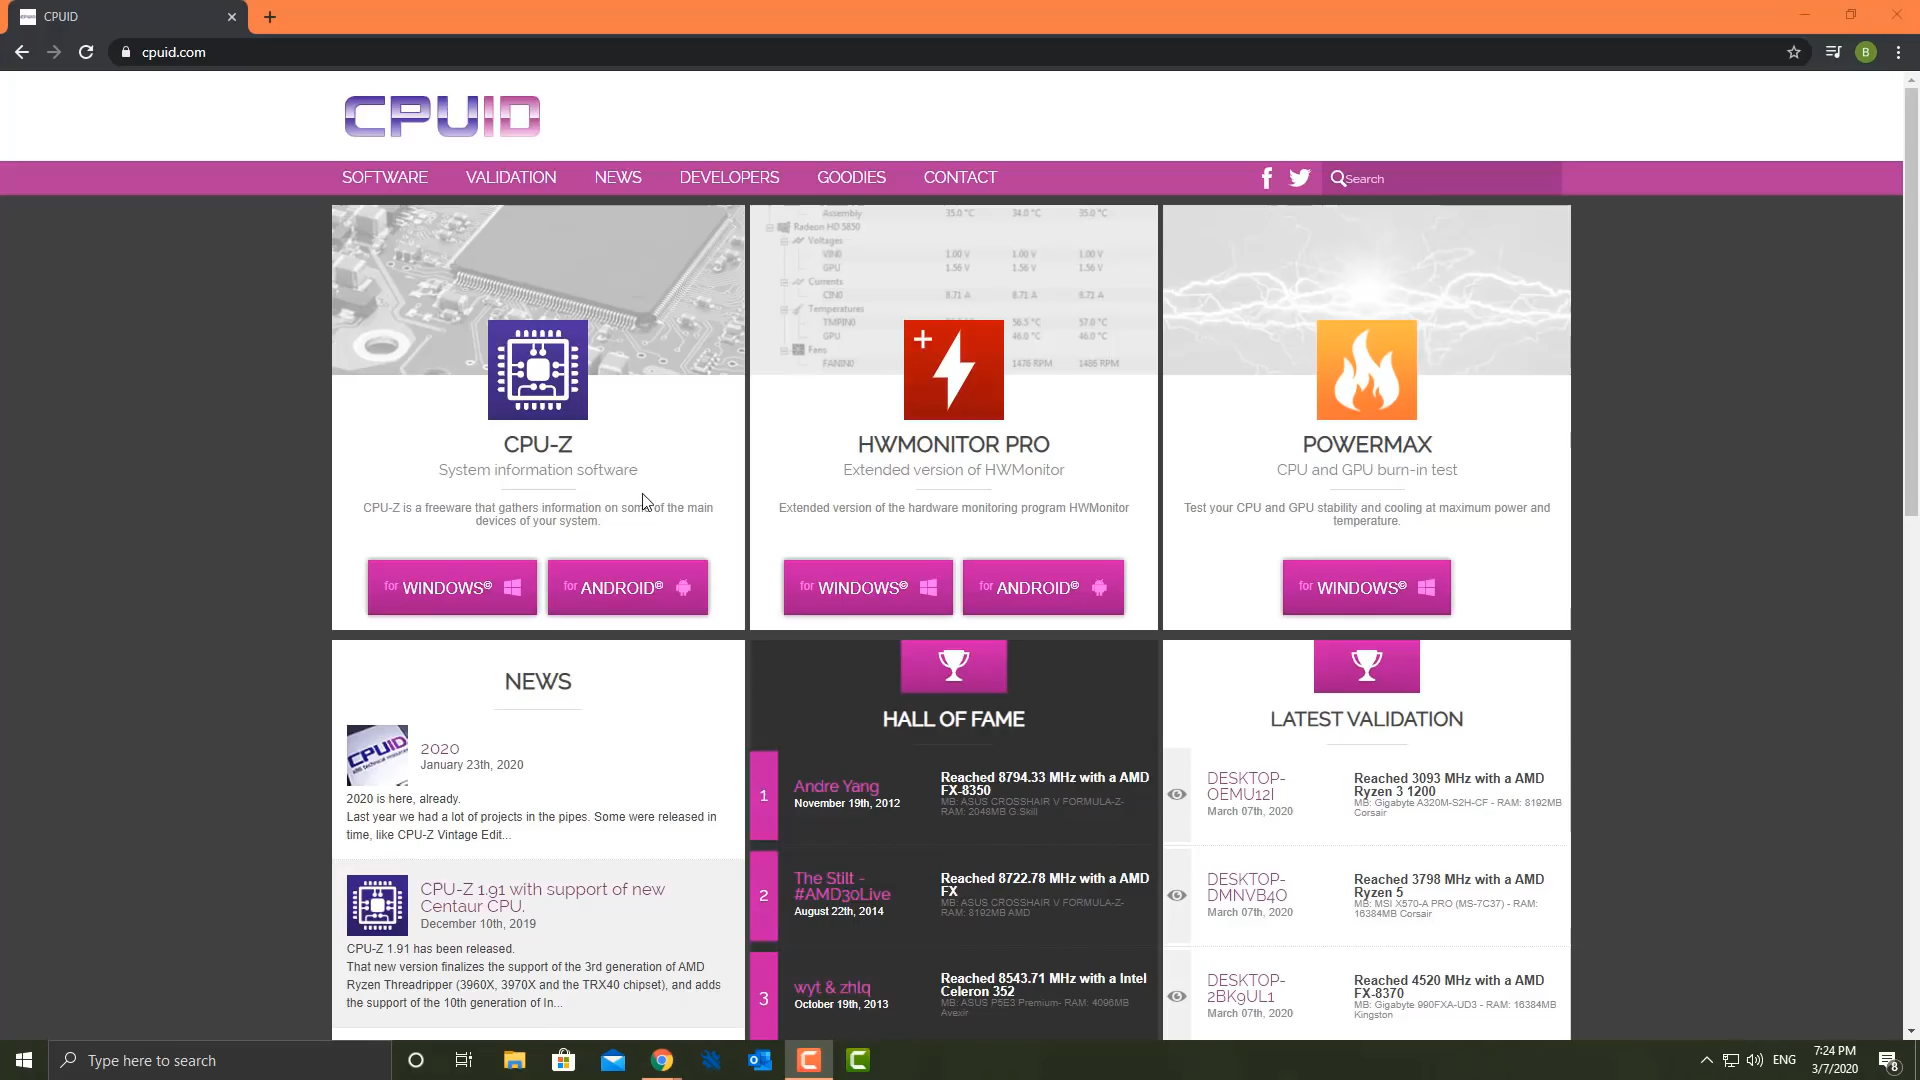 CPUID
cpuid.com
B
CPUID
SOFTWARE
VALIDATION
NEWS
DEVELOPERS
GOODIES
CONTACT
Search
Assembly 35.0 °C 34.0 °C 35.0 °C
Radeon HD 5850
Voltages
VIN0 1.00 V 1.00 V 1.00 V
GPU 1.56 V 1.56 V 1.56 V
Currents
CIN0 8.71 A 8.71 A 8.71 A
Temperatures
TMPIN0 56.5 °C 57.0 °C
GPU 46.0 °C 46.0 °C
Fans
FANIN0 1476 RPM 1486 RPM
CPU-Z
System information software
CPU-Z is a freeware that gathers information on some of the main
devices of your system.
for WINDOWS©
for ANDROID©
HWMONITOR PRO
Extended version of HWMonitor
Extended version of the hardware monitoring program HWMonitor
for WINDOWS©
for ANDROID©
POWERMAX
CPU and GPU burn-in test
Test your CPU and GPU stability and cooling at maximum power and
temperature.
for WINDOWS©
NEWS
CPUID
2020
January 23th, 2020
2020 is here, already.
Last year we had a lot of projects in the pipes. Some were released in
time, like CPU-Z Vintage Edit...
CPU-Z 1.91 with support of new
Centaur CPU.
December 10th, 2019
CPU-Z 1.91 has been released.
That new version finalizes the support of the 3rd generation of AMD
Ryzen Threadripper (3960X, 3970X and the TRX40 chipset), and adds
the support of the 10th generation of In...
HALL OF FAME
1
Andre Yang
November 19th, 2012
Reached 8794.33 MHz with a AMD
FX-8350
MB: ASUS CROSSHAIR V FORMULA-Z-
RAM: 2048MB G.Skill
2
The Stilt -
#AMD30Live
August 22th, 2014
Reached 8722.78 MHz with a AMD
FX
MB: ASUS CROSSHAIR V FORMULA-Z-
RAM: 8192MB AMD
3
wyt & zhlq
October 19th, 2013
Reached 8543.71 MHz with a Intel
Celeron 352
MB: ASUS P5E3 Premium- RAM: 4096MB
Avexir
LATEST VALIDATION
DESKTOP-
OEMU12I
March 07th, 2020
Reached 3093 MHz with a AMD
Ryzen 3 1200
MB: Gigabyte A320M-S2H-CF - RAM: 8192MB
Corsair
DESKTOP-
DMNVB4O
March 07th, 2020
Reached 3798 MHz with a AMD
Ryzen 5
MB: MSI X570-A PRO (MS-7C37) - RAM:
16384MB Corsair
DESKTOP-
2BK9UL1
March 07th, 2020
Reached 4520 MHz with a AMD
FX-8370
MB: Gigabyte 990FXA-UD3 - RAM: 16384MB
Kingston
Type here to search
ENG
7:24 PM
3/7/2020
8